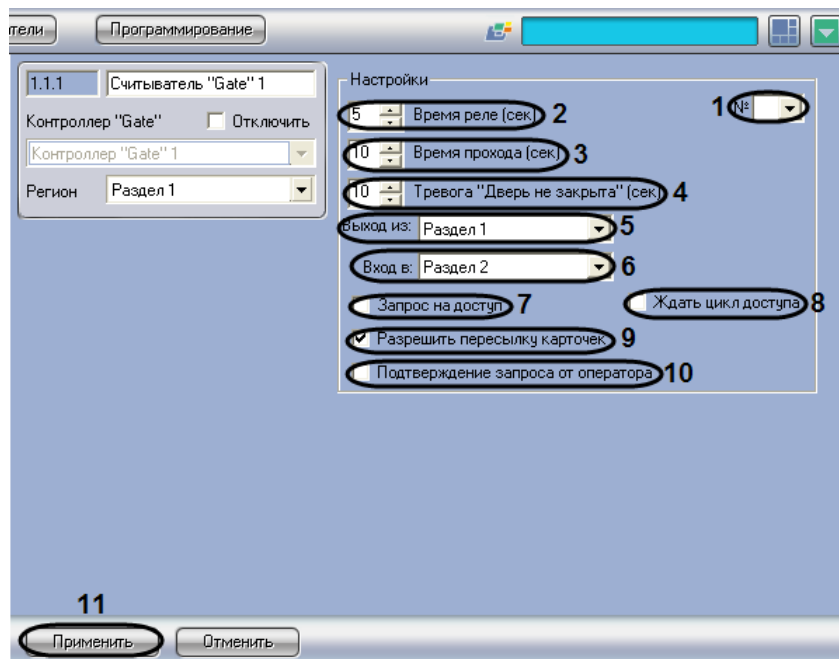 тели Программирование
1.1.1 Считыватель "Gate" 1
Контроллер "Gate" Отключить
Контроллер "Gate" 1
Регион Раздел 1
Настройки
1 №
5 Время реле (сек) 2
10 Время прохода (сек) 3
10 Тревога "Дверь не закрыта" (сек) 4
Выход из: Раздел 1 5
Вход в: Раздел 2 6
Запрос на доступ 7
Ждать цикл доступа 8
Разрешить пересылку карточек 9
Подтверждение запроса от оператора 10
11
Применить Отменить